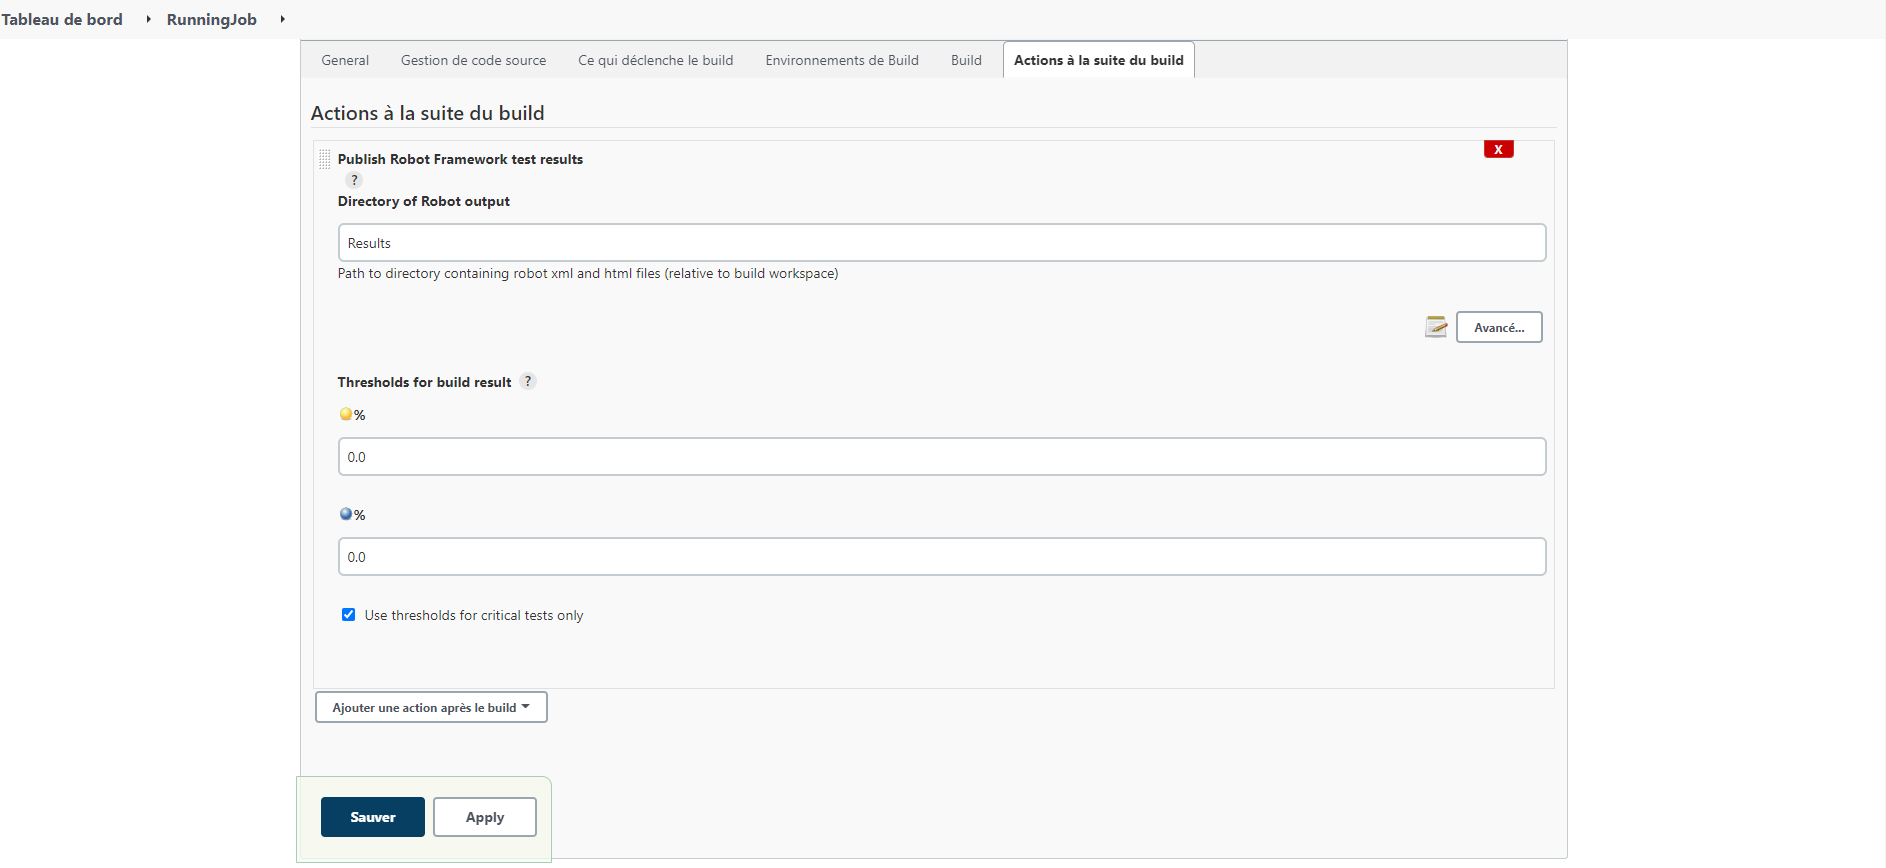 Tableau de bord RunningJob
General Gestion de code source Ce qui déclenche le build Environnements de Build Build Actions à la suite du build
Actions à la suite du build
X
Publish Robot Framework test results
?
Directory of Robot output
Results
Path to directory containing robot xml and html files (relative to build workspace)
Avancé...
Thresholds for build result ?
%
0.0
%
0.0
Use thresholds for critical tests only
Ajouter une action après le build
Sauver Apply